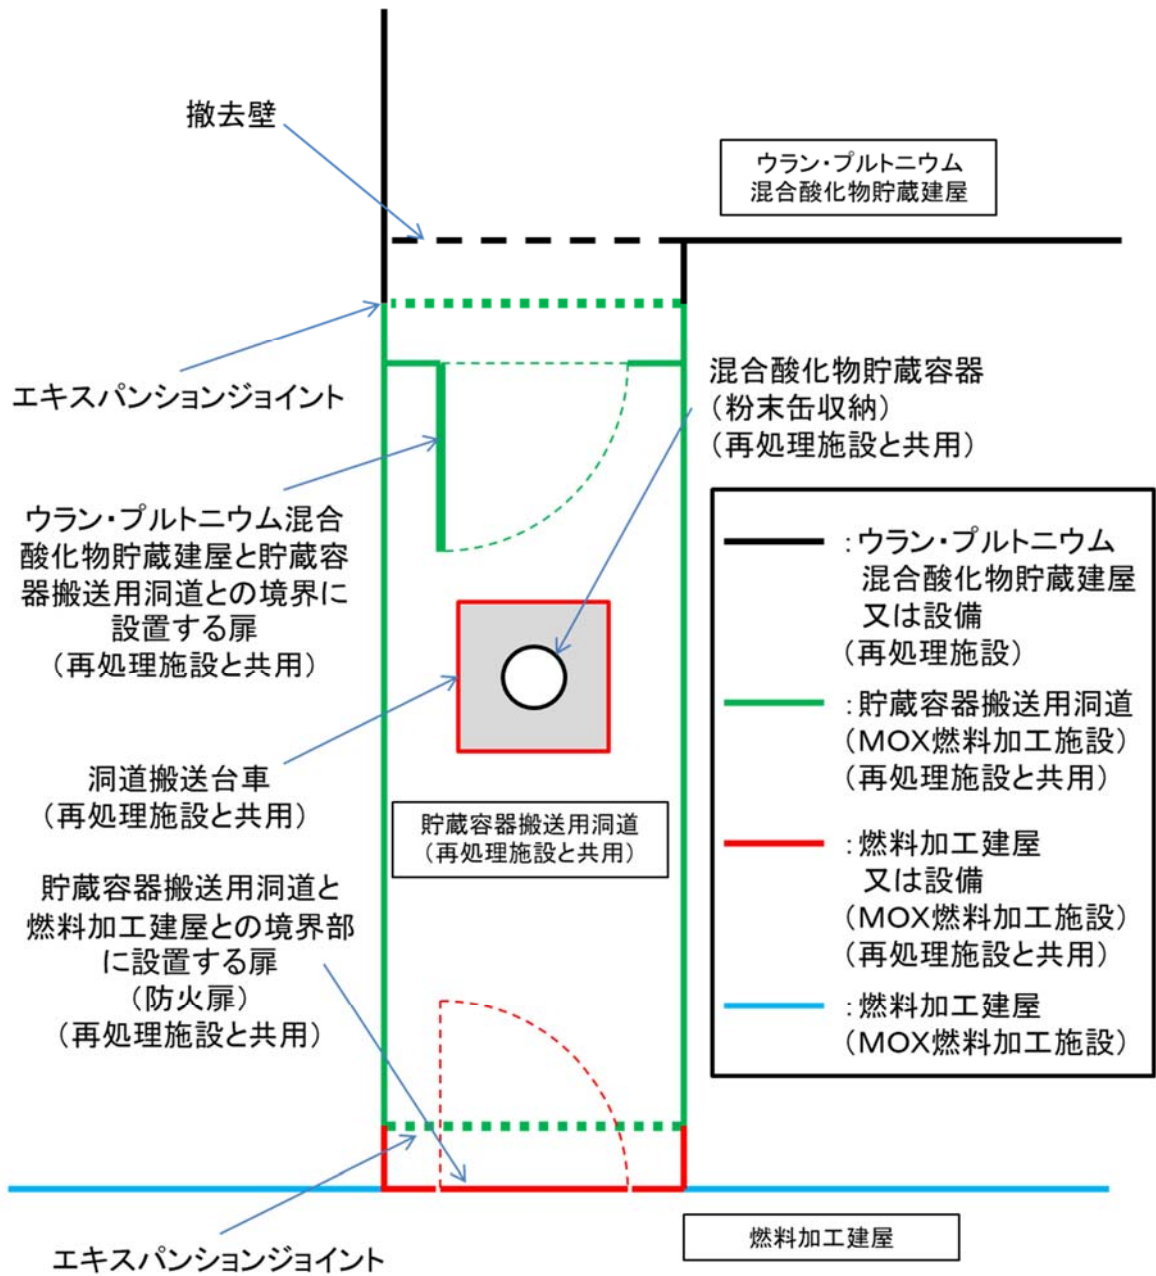 撤去壁
ウラン・プルトニウム
混合酸化物貯蔵建屋
エキスパンションジョイント
混合酸化物貯蔵容器
（粉末缶収納）
（再処理施設と共用）
ウラン・プルトニウム混合
酸化物貯蔵建屋と貯蔵容
器搬送用洞道との境界に
設置する扉
（再処理施設と共用）
：ウラン・プルトニウム
混合酸化物貯蔵建屋
又は設備
（再処理施設）
：貯蔵容器搬送用洞道
（MOX燃料加工施設）
（再処理施設と共用）
：燃料加工建屋
又は設備
（MOX燃料加工施設）
（再処理施設と共用）
：燃料加工建屋
（MOX燃料加工施設）
洞道搬送台車
（再処理施設と共用）
貯蔵容器搬送用洞道
（再処理施設と共用）
貯蔵容器搬送用洞道と
燃料加工建屋との境界部
に設置する扉
（防火扉）
（再処理施設と共用）
エキスパンションジョイント
燃料加工建屋